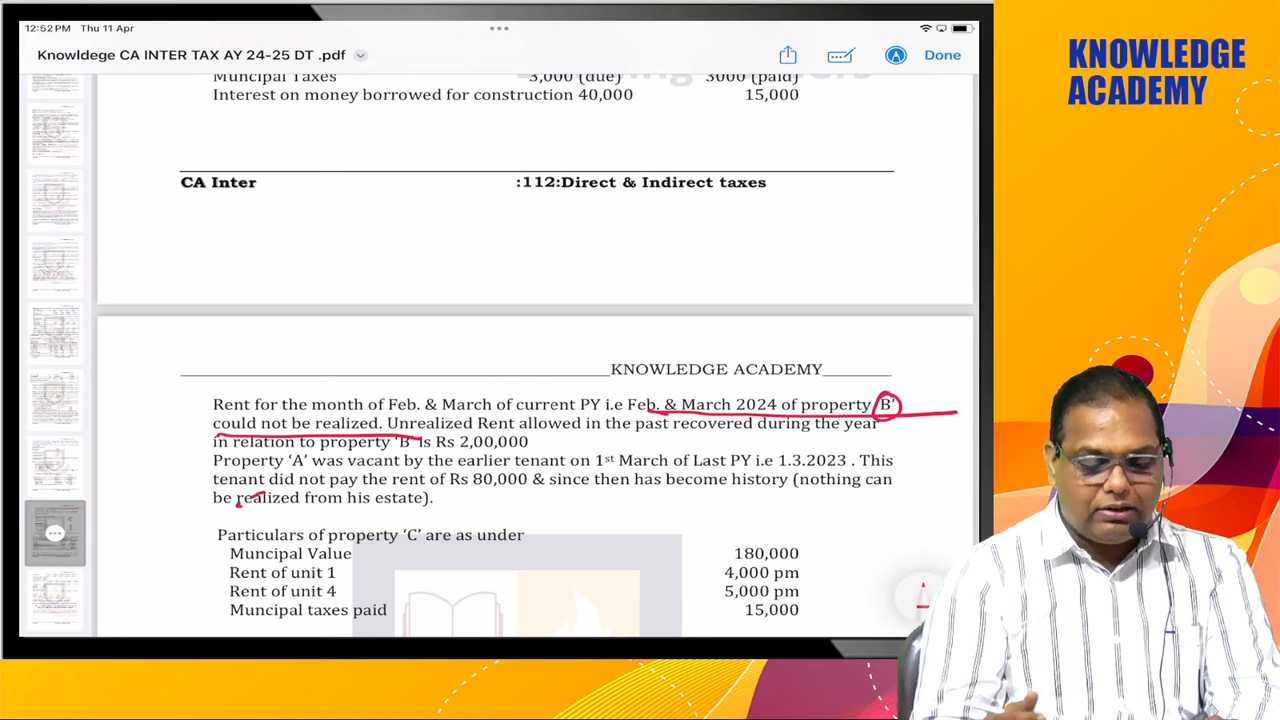 12:52 PM Thu 11 Apr
Knowldege CA INTER TAX AY 24-25 DT .pdf
Done
KNOWLEDGE
ACADEMY
Muncipal Taxes 3,000 (due) 3000 (paid)
Interest on money borrowed for construction 40,000 15,000
CA Inter :112:Direct & Indirect taxes
KNOWLEDGE ACADEMY
Rent for the month of Feb. & March of current PY i.e Feb. & March 2024 of property 'B'
could not be realized. Unrealized Rent allowed in the past recovered during the year
in relation to property 'B' is Rs 2,00,000
Property 'A' was vacant by the earlier tenant on 1st March of Last PY ie 1.3.2023 . This
tenant did not pay the rent of Rs 80,000 & since then has become history (nothing can
be realized from his estate).
Particulars of property 'C' are as under
Muncipal Value 180,000
Rent of unit 1 4,000 pm
Rent of unit 4 5,000 pm
Muncipal taxes paid 15,000